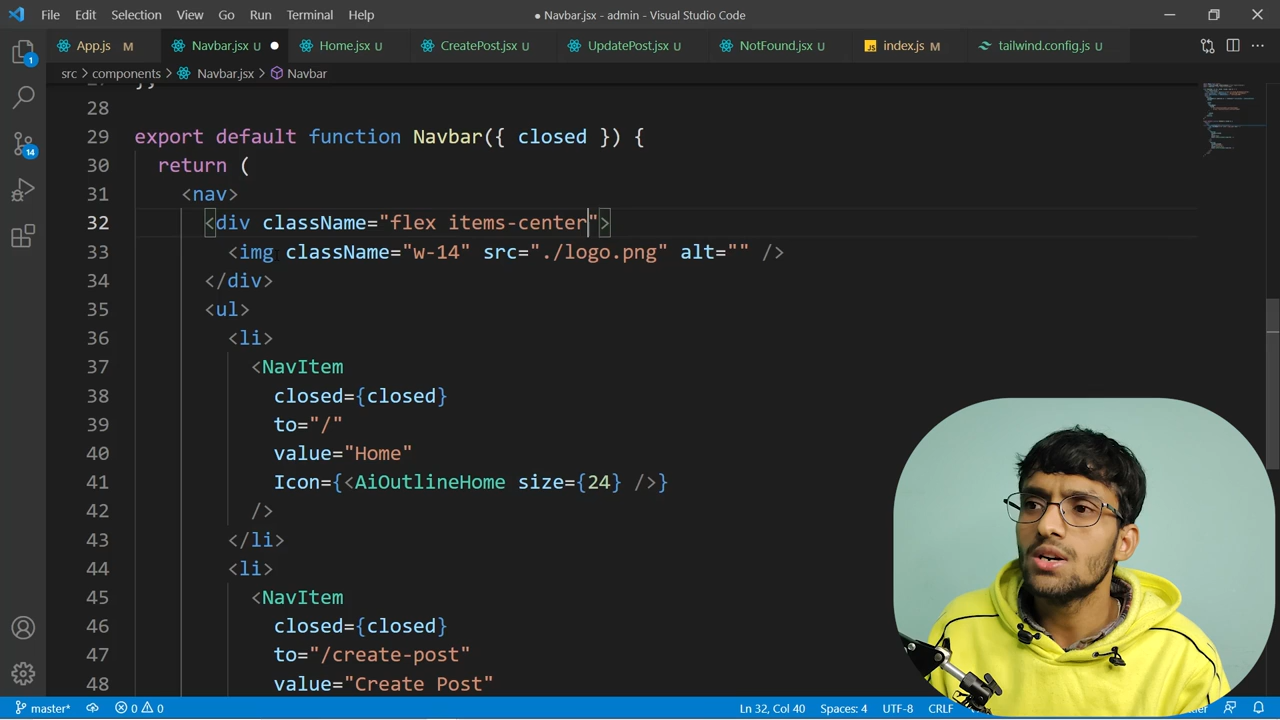 File Edit Selection View Go Run Terminal Help
● Navbar.jsx - admin - Visual Studio Code
App.js M Navbar.jsx U Home.jsx U CreatePost.jsx U UpdatePost.jsx U NotFound.jsx U JS index.js M tailwind.config.js U
src > components > Navbar.jsx > Navbar
28
29 export default function Navbar({ closed }) {
30 return (
31 <nav>
32 <div className="flex items-center">
33 <img className="w-14" src="./logo.png" alt="" />
34 </div>
35 <ul>
36 <li>
37 <NavItem
38 closed={closed}
39 to="/"
40 value="Home"
41 Icon={<AiOutlineHome size={24} />}
42 />
43 </li>
44 <li>
45 <NavItem
46 closed={closed}
47 to="/create-post"
48 value="Create Post"
1
14
master* 0 0 Ln 32, Col 40 Spaces: 4 UTF-8 CRLF